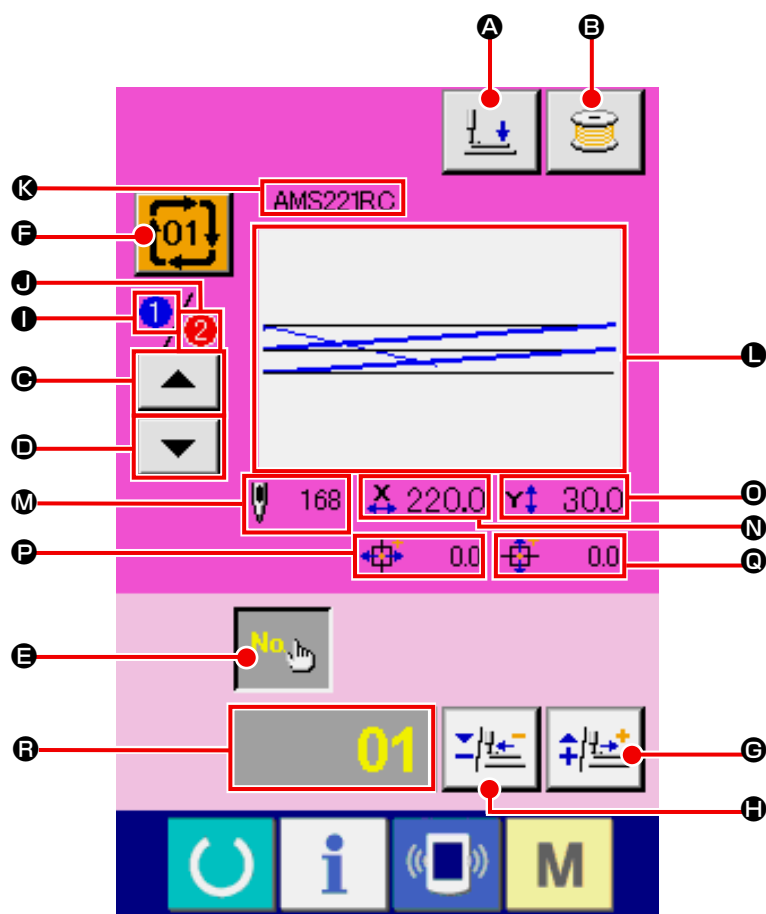 A B
K AMS221RC
F 01
J
I 1 / 2
C L
D
M 168 X 220.0 Y 30.0 O
N
P 0.0 0.0 Q
E No.
R 01 G
H
i M